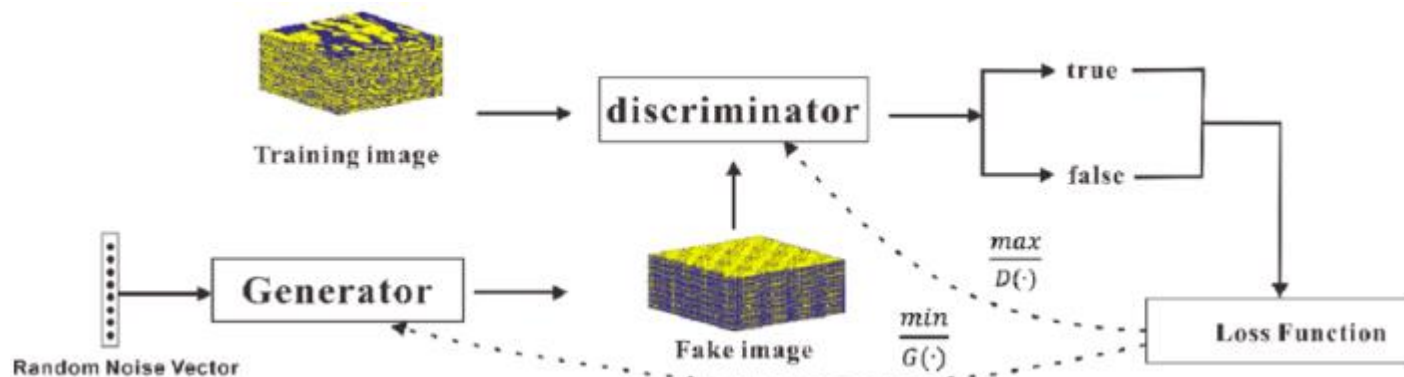 Training image
discriminator
true
false
Random Noise Vector
Generator
Fake image
max
D(·)
min
G(·)
Loss Function